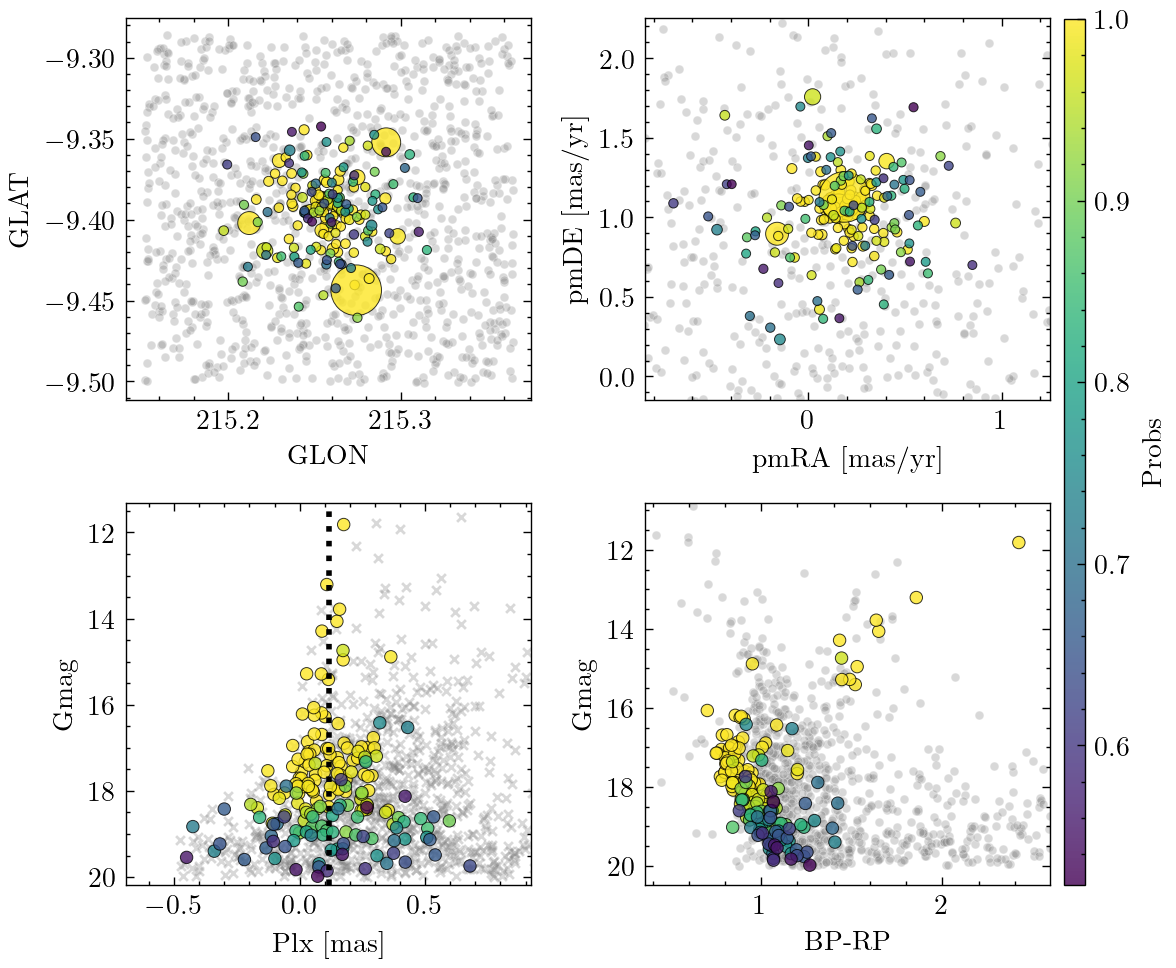 −9.30
−9.35
−9.40
−9.45
−9.50
GLAT
215.2 215.3
GLON
2.0
1.5
1.0
0.5
0.0
pmDE [mas/yr]
0 1
pmRA [mas/yr]
1.0
0.9
0.8
0.7
0.6
Probs
12
14
16
18
20
Gmag
−0.5 0.0 0.5
Plx [mas]
12
14
16
18
20
Gmag
1 2
BP-RP